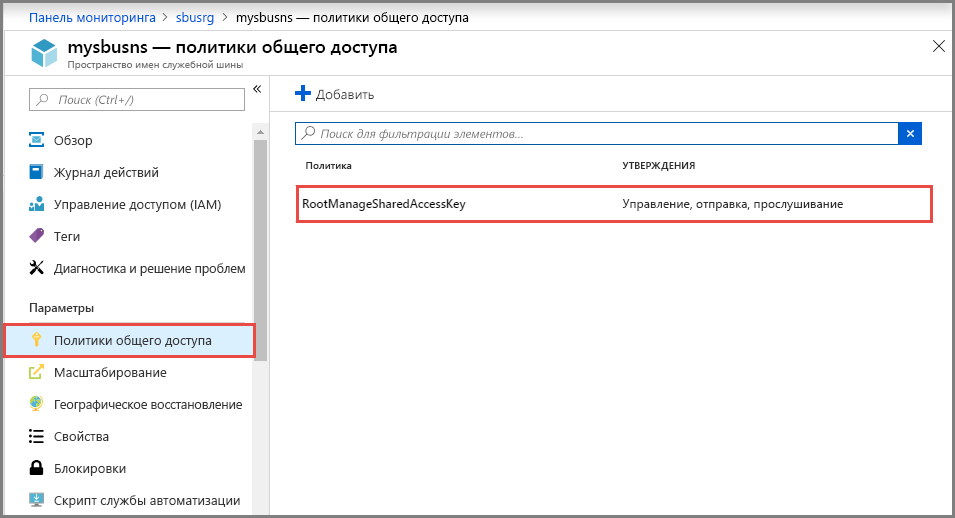 Панель мониторинга > sbusrg > mysbusns — политики общего доступа
mysbusns — политики общего доступа
Пространство имен служебной шины
Поиск (Ctrl+/)
Обзор
Журнал действий
Управление доступом (IAM)
Теги
Диагностика и решение проблем
Параметры
Политики общего доступа
Масштабирование
Географическое восстановление
Свойства
Блокировки
Скрипт службы автоматизации
Добавить
Поиск для фильтрации элементов...
Политика УТВЕРЖДЕНИЯ
RootManageSharedAccessKey Управление, отправка, прослушивание